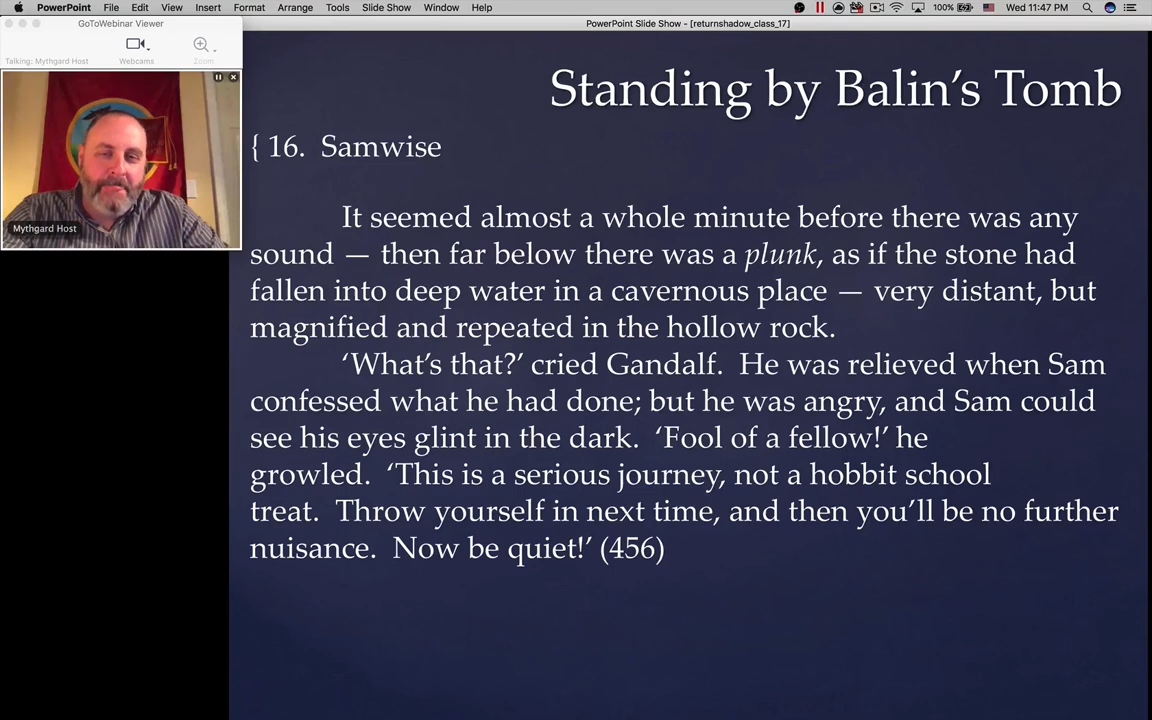 PowerPoint File Edit View Insert Format Arrange Tools Slide Show Window Help 100% Wed 11:47 PM
GoToWebinar Viewer
PowerPoint Slide Show - [returnshadow_class_17]
Talking: Mythgard Host Webcams Zoom
Mythgard Host
Standing by Balin’s Tomb
{ 16. Samwise
It seemed almost a whole minute before there was any
sound — then far below there was a plunk, as if the stone had
fallen into deep water in a cavernous place — very distant, but
magnified and repeated in the hollow rock.
‘What’s that?’ cried Gandalf. He was relieved when Sam
confessed what he had done; but he was angry, and Sam could
see his eyes glint in the dark. ‘Fool of a fellow!’ he
growled. ‘This is a serious journey, not a hobbit school
treat. Throw yourself in next time, and then you’ll be no further
nuisance. Now be quiet!’ (456)